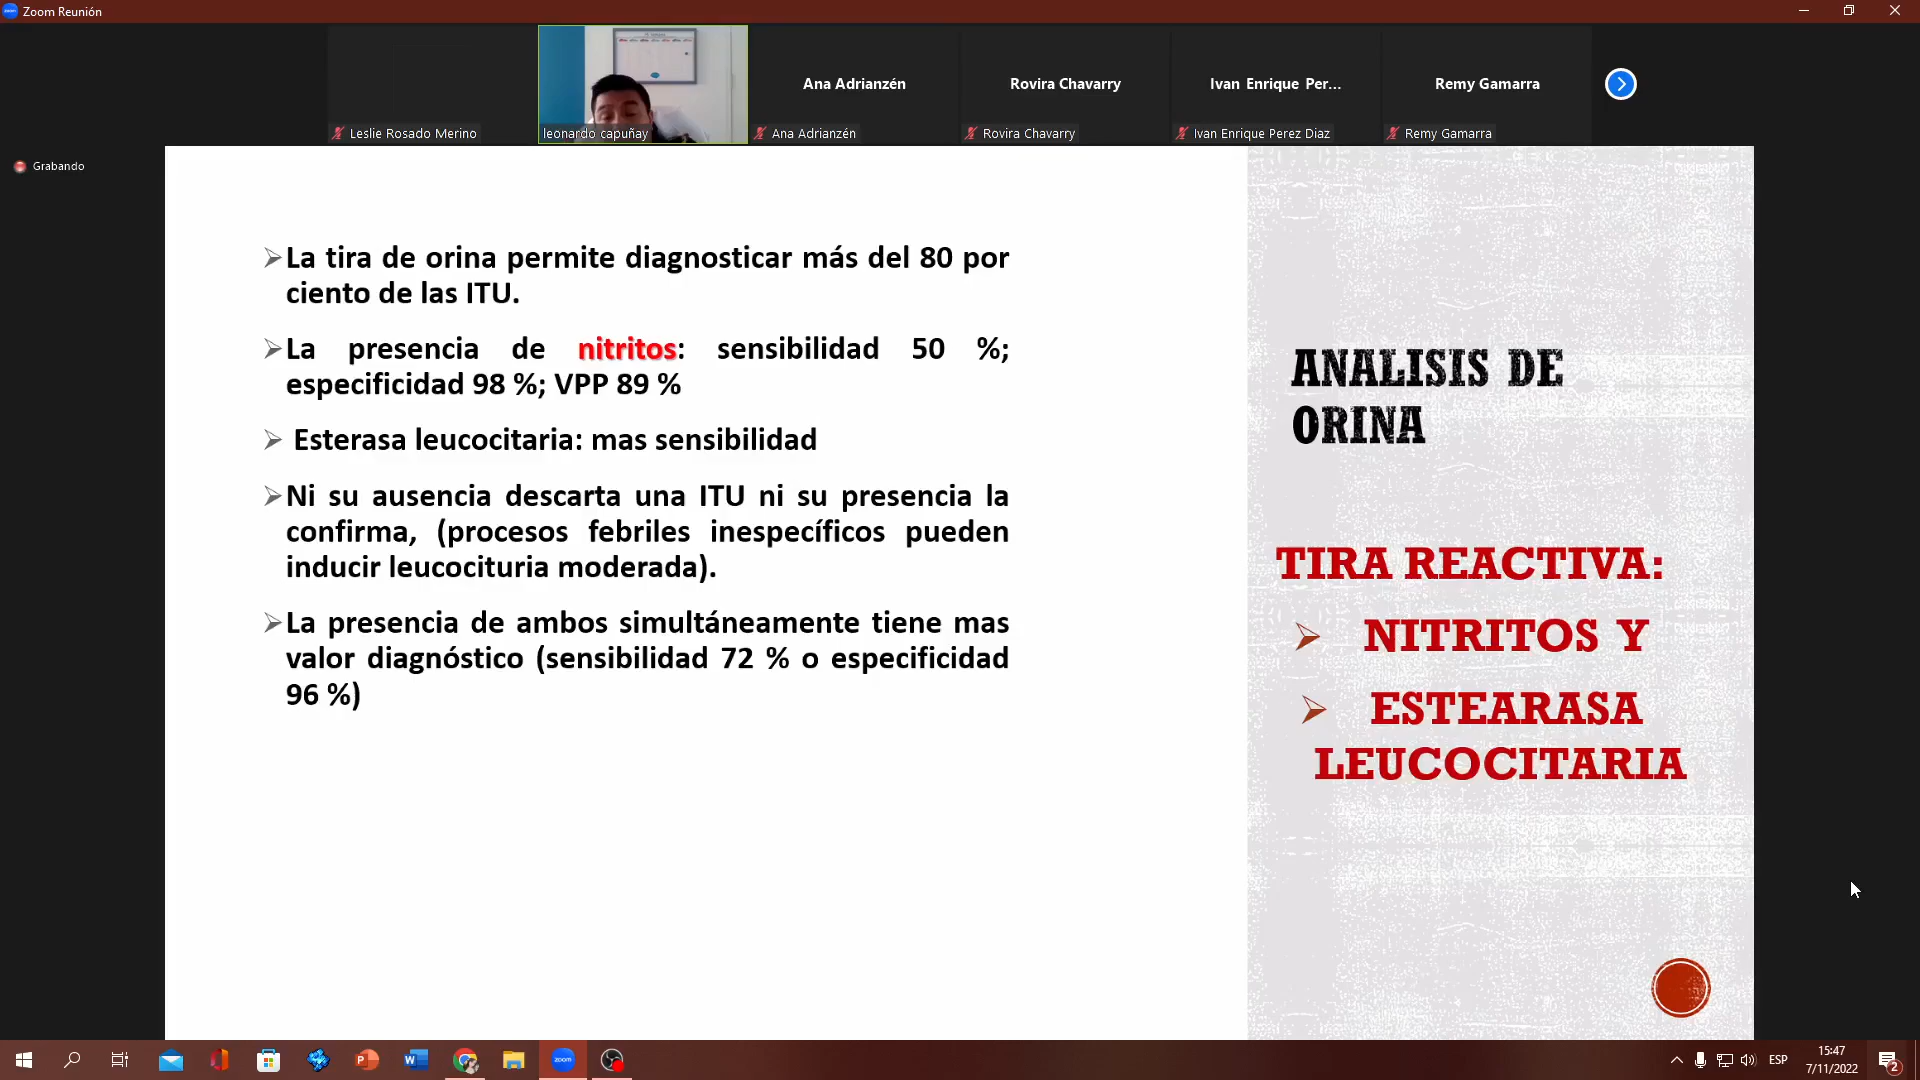 Zoom Reunión
Ana Adrianzén
Rovira Chavarry
Ivan Enrique Per...
Remy Gamarra
Leslie Rosado Merino
leonardo capuñay
Ana Adrianzén
Rovira Chavarry
Ivan Enrique Perez Diaz
Remy Gamarra
Grabando
La tira de orina permite diagnosticar más del 80 por
ciento de las ITU.
La presencia de nitritos: sensibilidad 50 %;
especificidad 98 %; VPP 89 %
Esterasa leucocitaria: mas sensibilidad
Ni su ausencia descarta una ITU ni su presencia la
confirma, (procesos febriles inespecíficos pueden
inducir leucocituria moderada).
La presencia de ambos simultáneamente tiene mas
valor diagnóstico (sensibilidad 72 % o especificidad
96 %)
ANALISIS DE
ORINA
TIRA REACTIVA:
NITRITOS Y
ESTEARASA
LEUCOCITARIA
zoom
ESP
15:47
7/11/2022
2